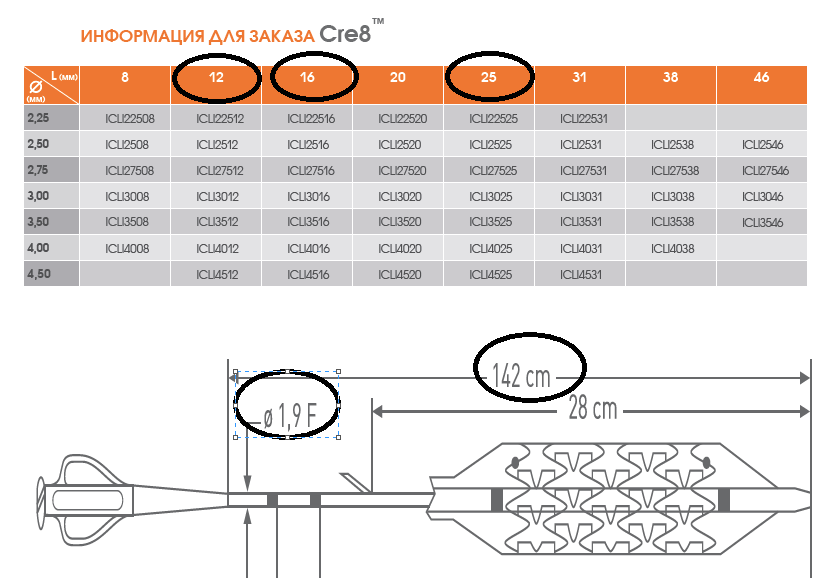 ИНФОРМАЦИЯ ДЛЯ ЗАКАЗА Cre8™
L (мм) 8 12 16 20 25 31 38 46
Ø (мм)
2,25 ICLI22508 ICLI22512 ICLI22516 ICLI22520 ICLI22525 ICLI22531
2,50 ICLI2508 ICLI2512 ICLI2516 ICLI2520 ICLI2525 ICLI2531 ICLI2538 ICLI2546
2,75 ICLI27508 ICLI27512 ICLI27516 ICLI27520 ICLI27525 ICLI27531 ICLI27538 ICLI27546
3,00 ICLI3008 ICLI3012 ICLI3016 ICLI3020 ICLI3025 ICLI3031 ICLI3038 ICLI3046
3,50 ICLI3508 ICLI3512 ICLI3516 ICLI3520 ICLI3525 ICLI3531 ICLI3538 ICLI3546
4,00 ICLI4008 ICLI4012 ICLI4016 ICLI4020 ICLI4025 ICLI4031 ICLI4038
4,50 ICLI4512 ICLI4516 ICLI4520 ICLI4525 ICLI4531
142 cm
ø 1,9 F
28 cm